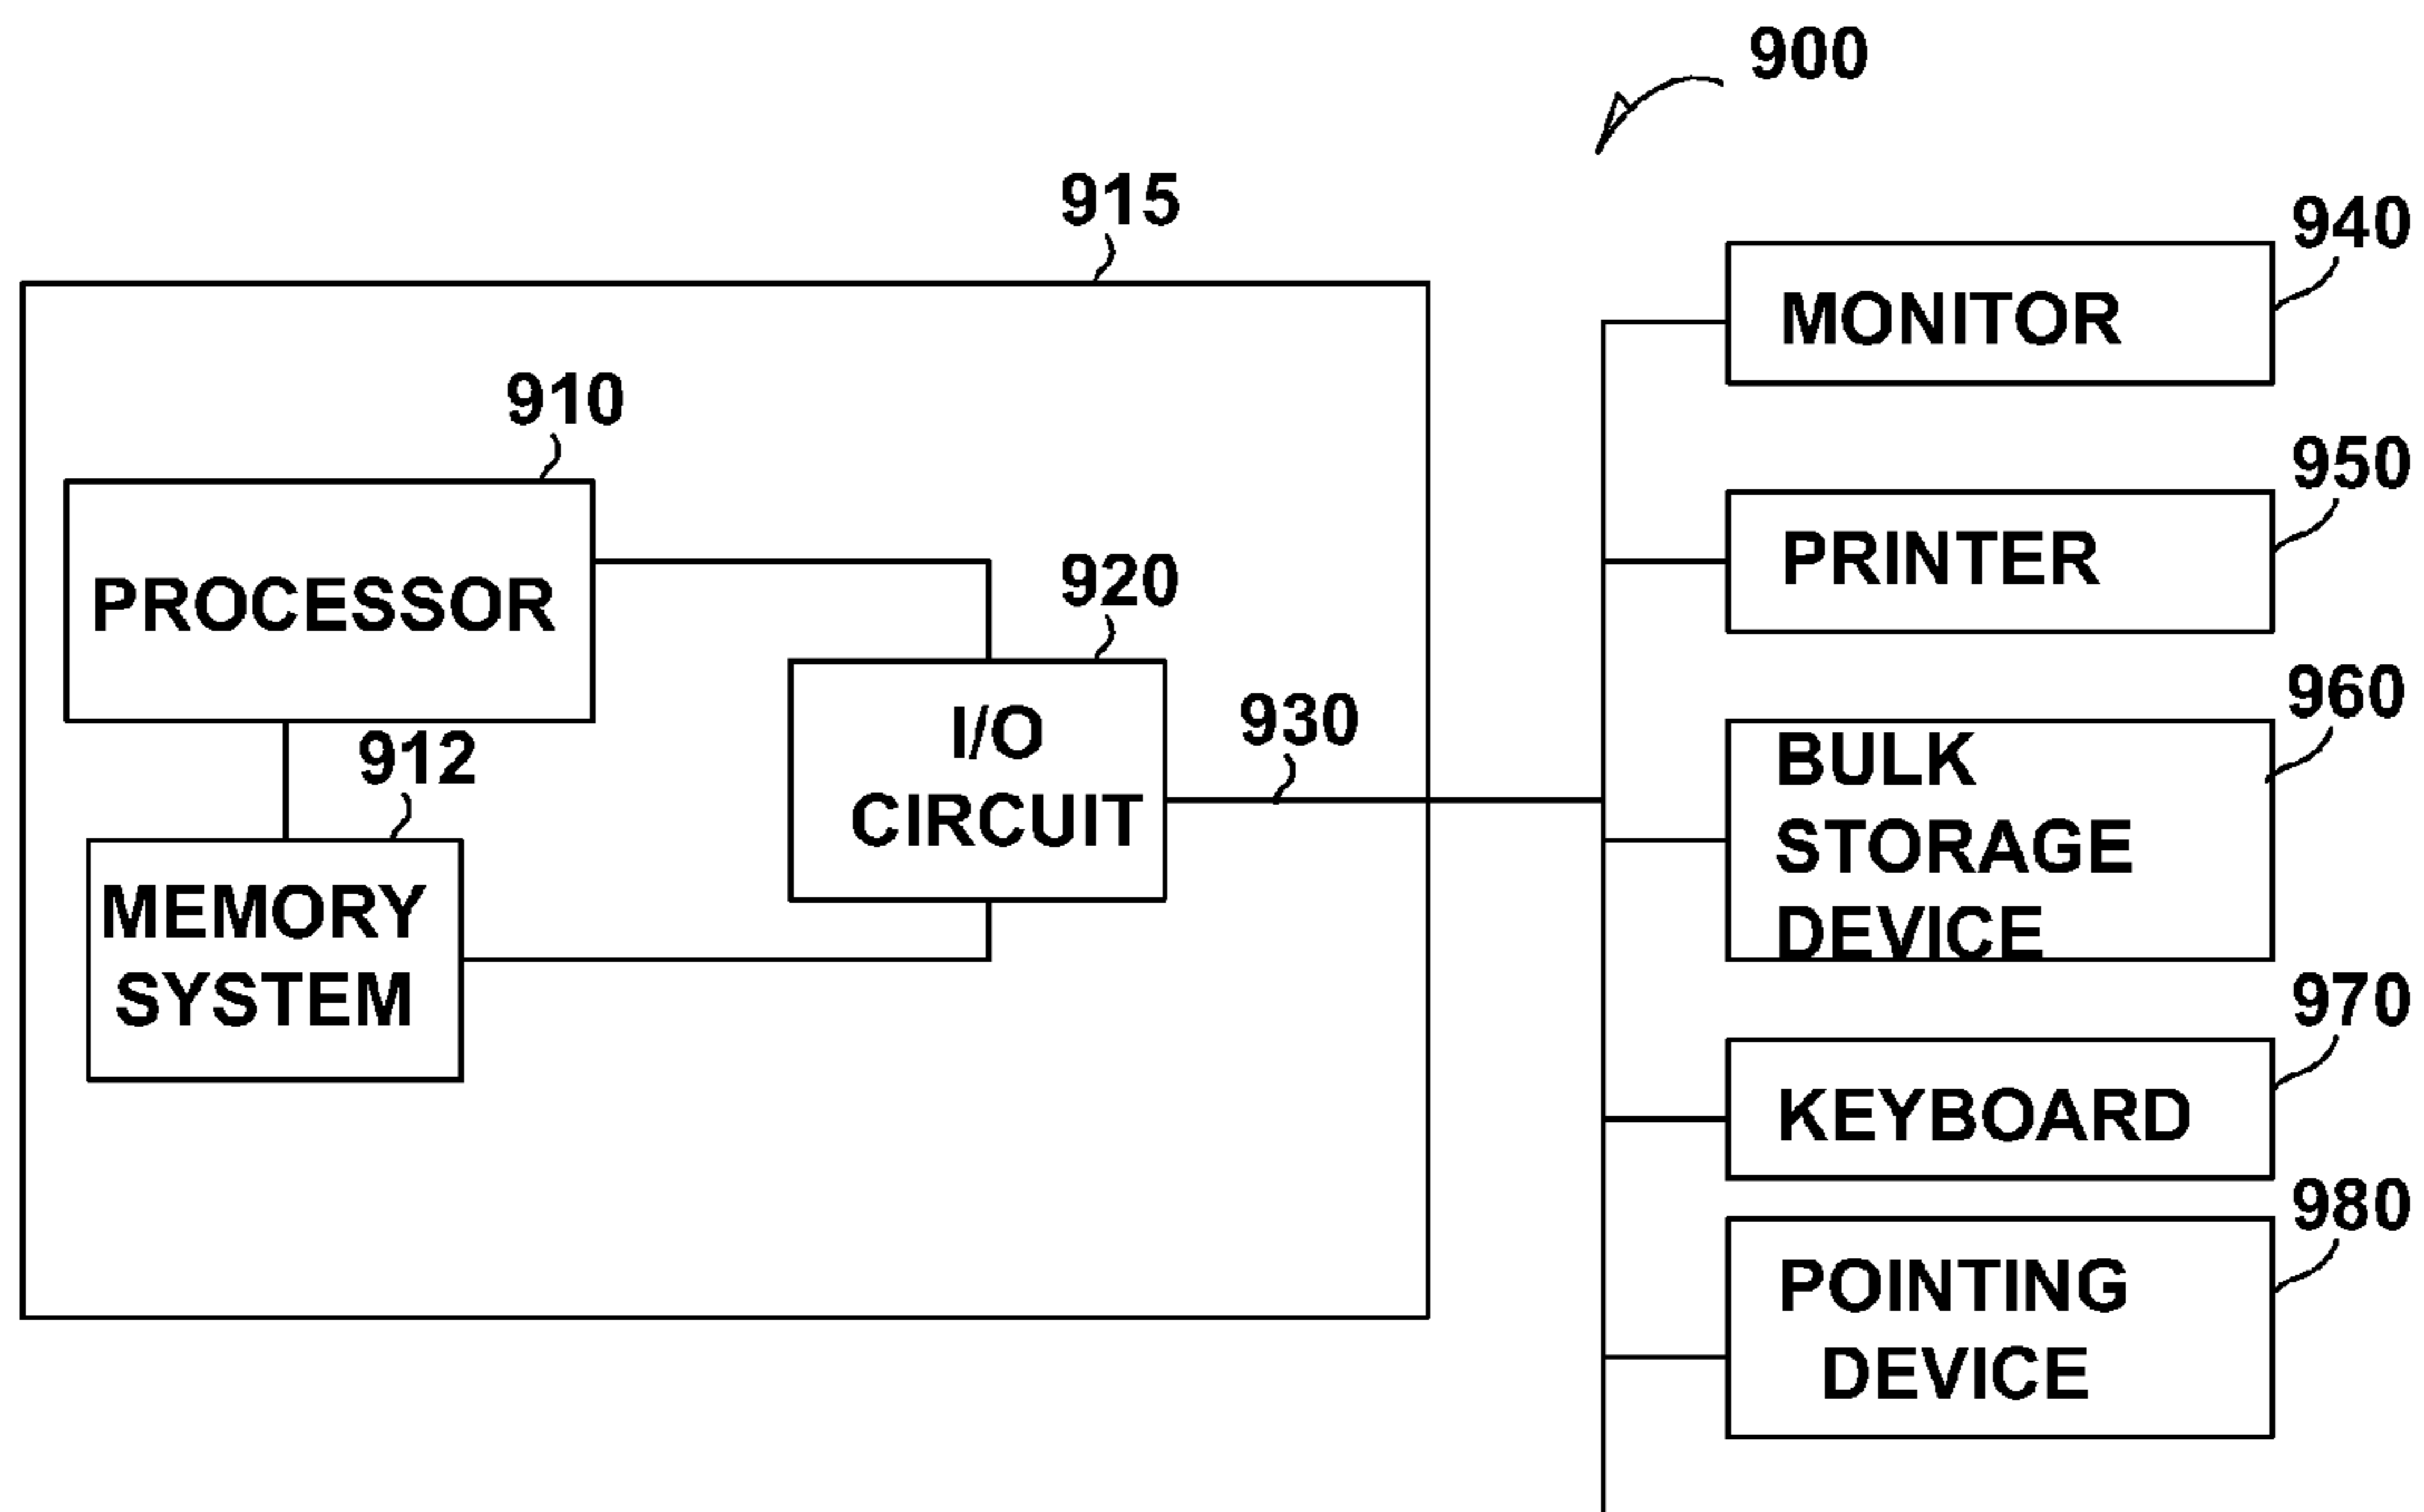 900
915
940
MONITOR
910
950
PRINTER
PROCESSOR
920
960
930
I/O
CIRCUIT
BULK
STORAGE
DEVICE
912
MEMORY
SYSTEM
970
KEYBOARD
980
POINTING
DEVICE